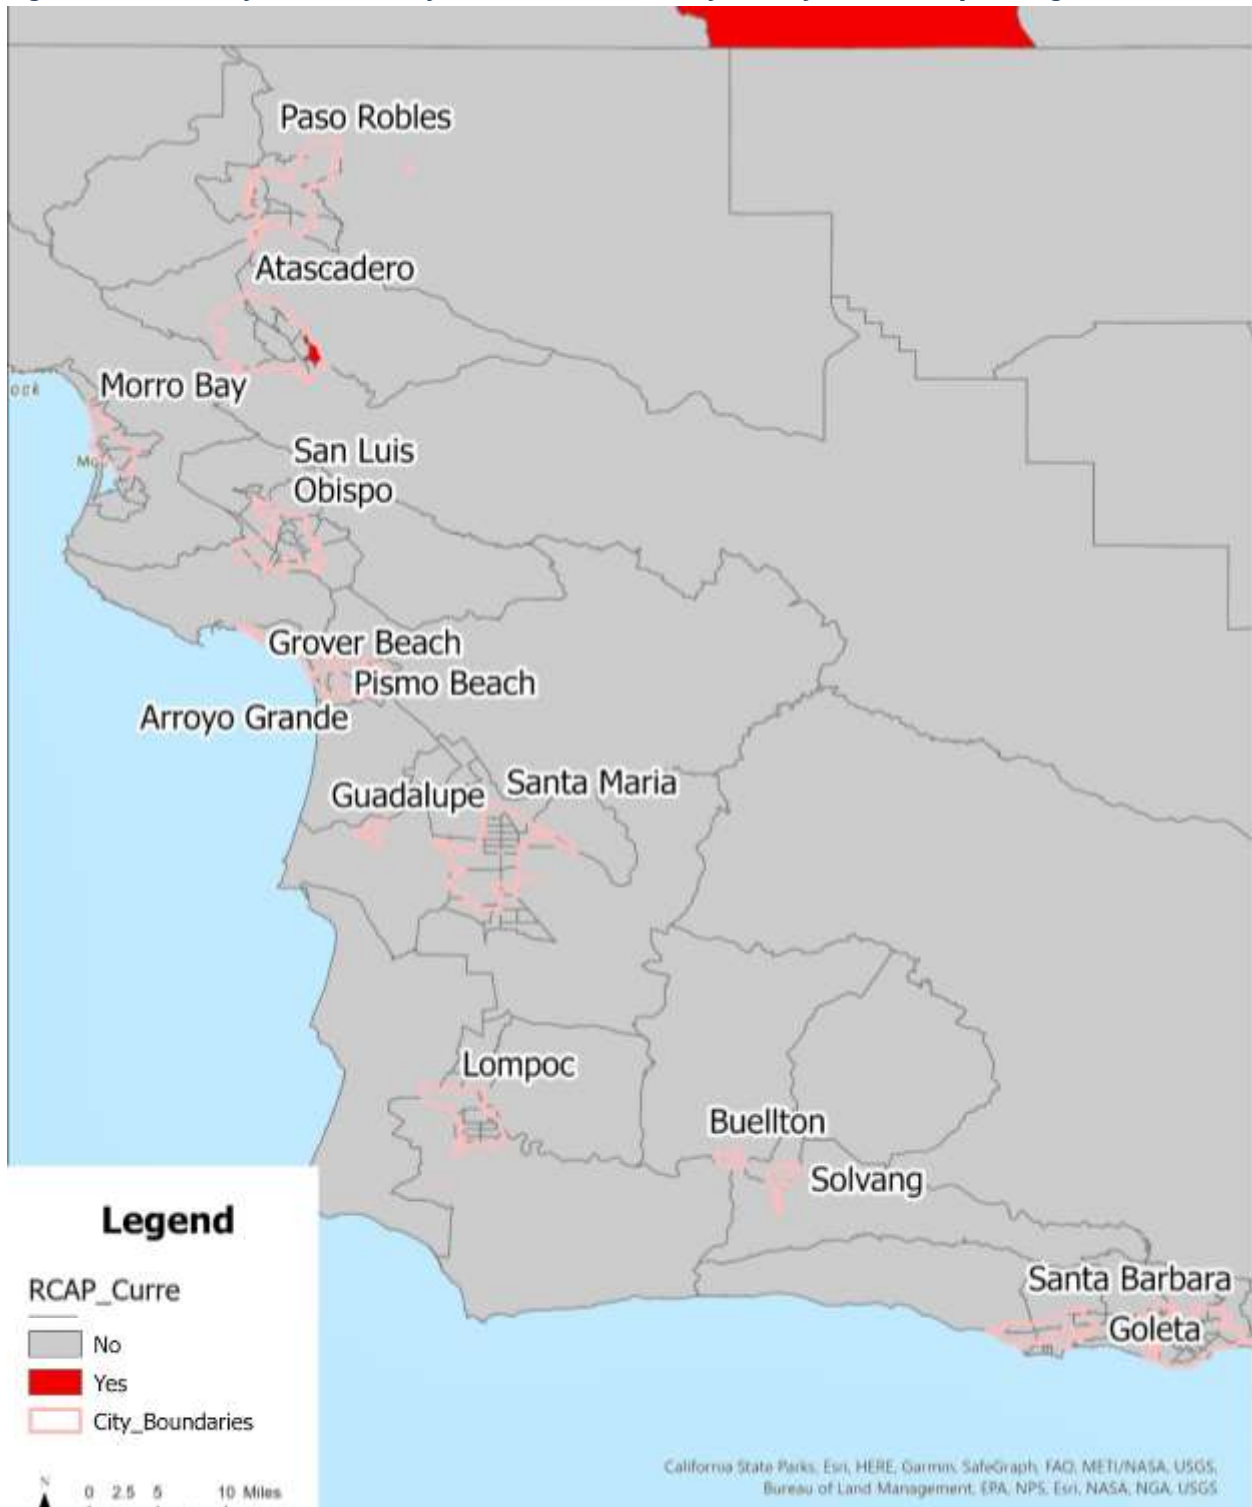 Paso Robles
Atascadero
ock
Morro Bay
San Luis
Obispo
Grover Beach
Pismo Beach
Arroyo Grande
Santa Maria
Guadalupe
Lompoc
Buellton
Solvang
Santa Barbara
Goleta
Legend
RCAP_Curre
No
Yes
City_Boundaries
N
0 2.5 5 10 Miles
California State Parks, Esri, HERE, Garmin, SafeGraph, FAO, METI/NASA, USGS,
Bureau of Land Management, EPA, NPS, Esri, NASA, NGA, USGS